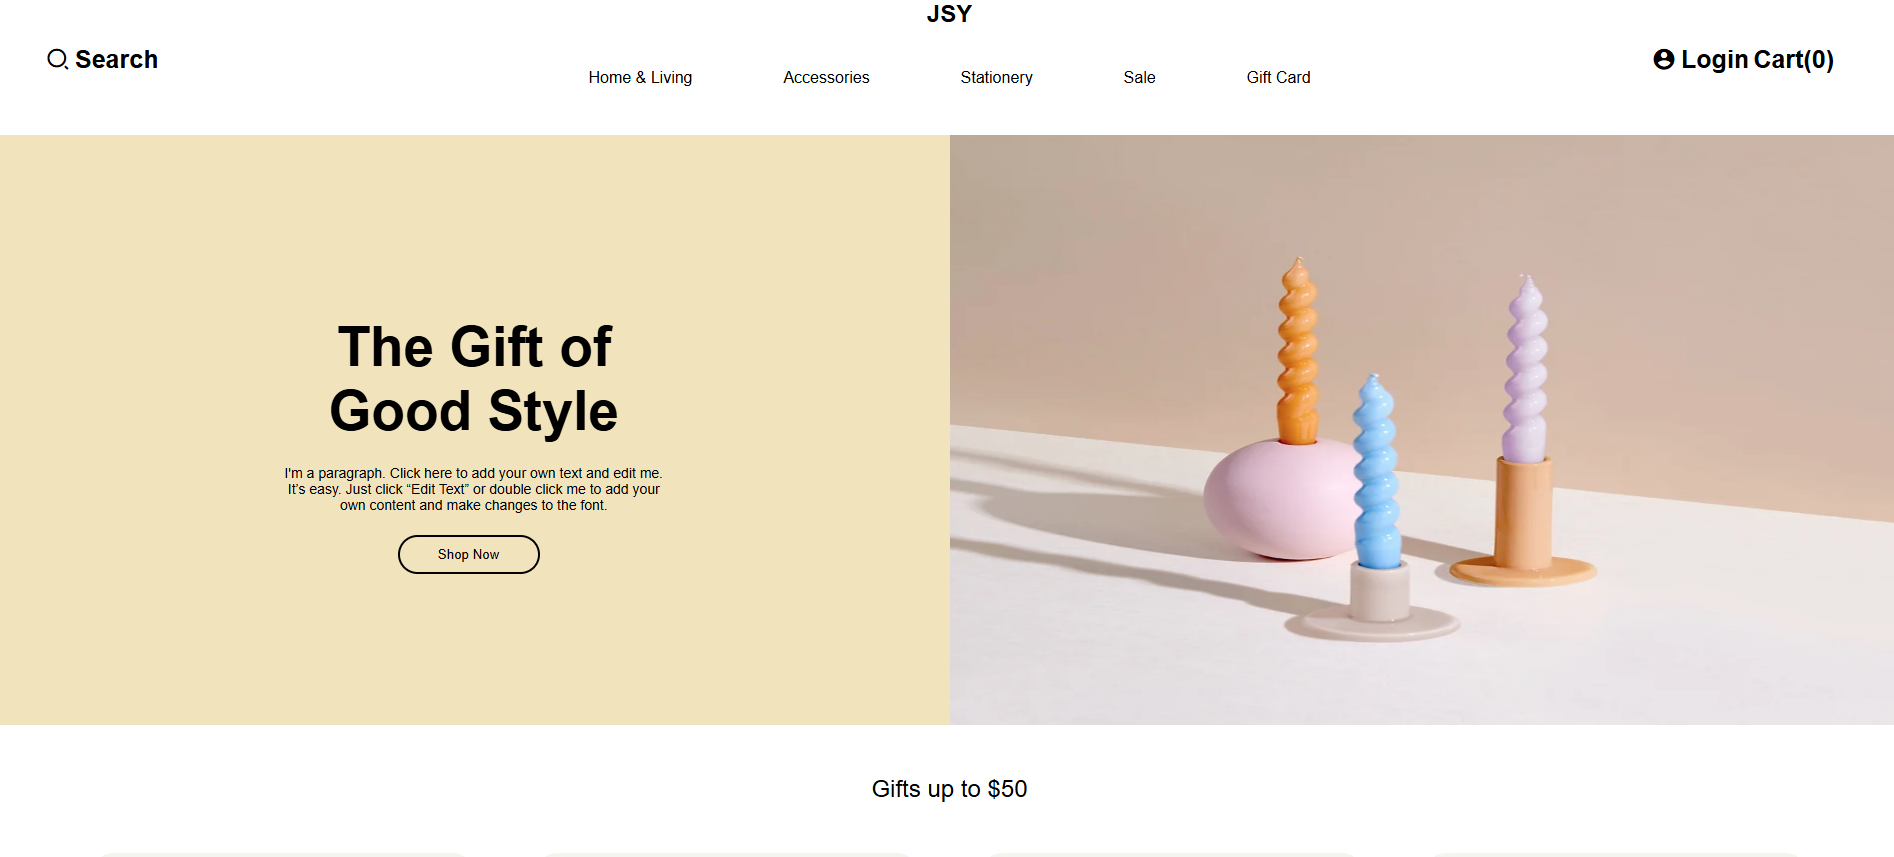 JSY
Search
Login Cart(0)
Home & Living
Accessories
Stationery
Sale
Gift Card
The Gift of
Good Style
I'm a paragraph. Click here to add your own text and edit me.
It's easy. Just click “Edit Text” or double click me to add your
own content and make changes to the font.
Shop Now
Gifts up to $50